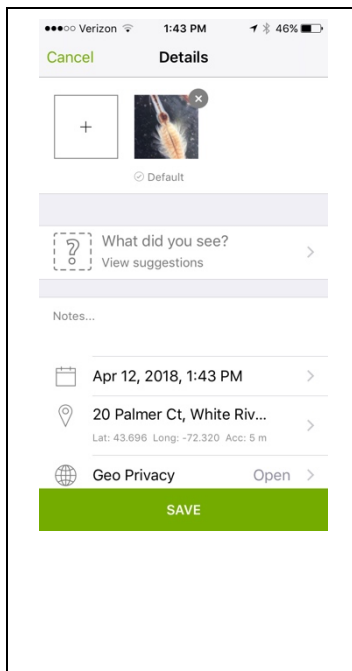 Verizon 1:43 PM 46%
Cancel Details
+
Default
What did you see?
View suggestions
Notes...
Apr 12, 2018, 1:43 PM
20 Palmer Ct, White Riv...
Lat: 43.696 Long: -72.320 Acc: 5 m
Geo Privacy Open
SAVE